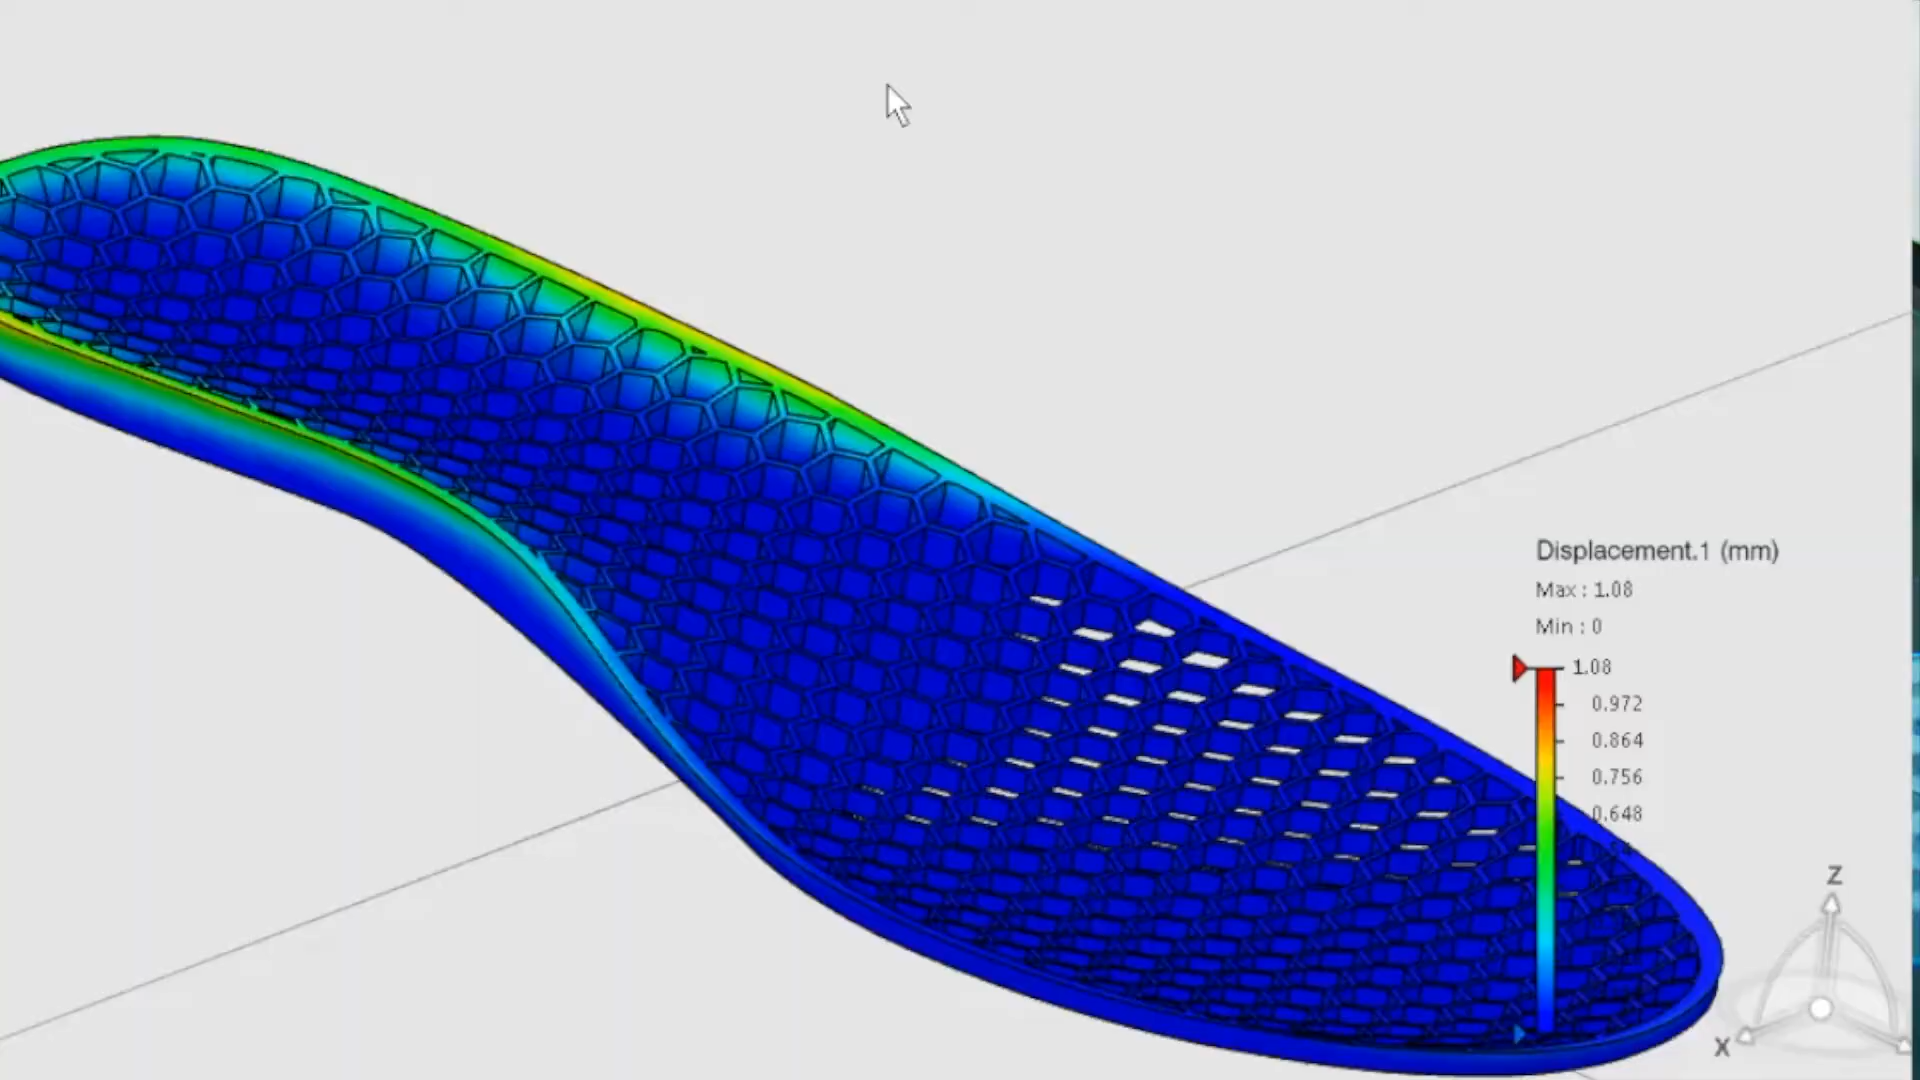 Displacement.1 (mm)
Max : 1.08
Min : 0
1.08
0.972
0.864
0.756
0.648
Z
X